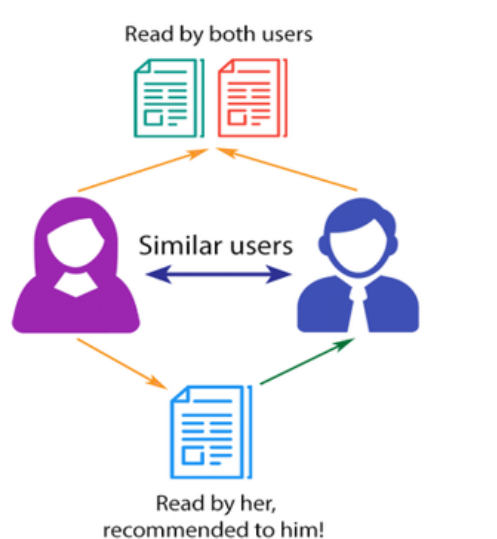 Read by both users
Similar users
Read by her,
recommended to him!